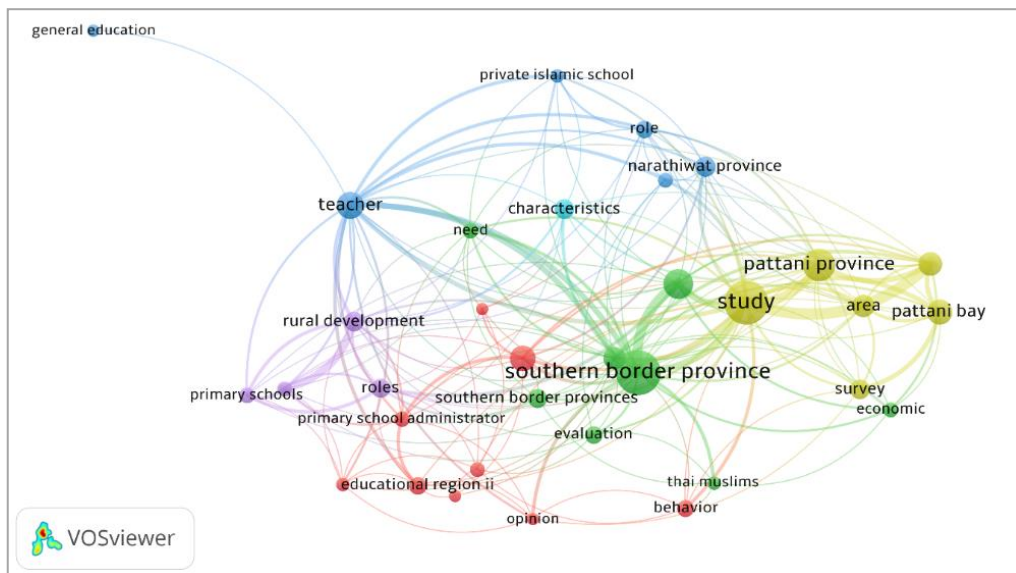 general education
private islamic school
role
narathiwat province
teacher
characteristics
need
pattani province
study
area
pattani bay
rural development
southern border province
primary schools
roles
southern border provinces
survey
economic
primary school administrator
evaluation
educational region ii
thai muslims
behavior
opinion
VOSviewer